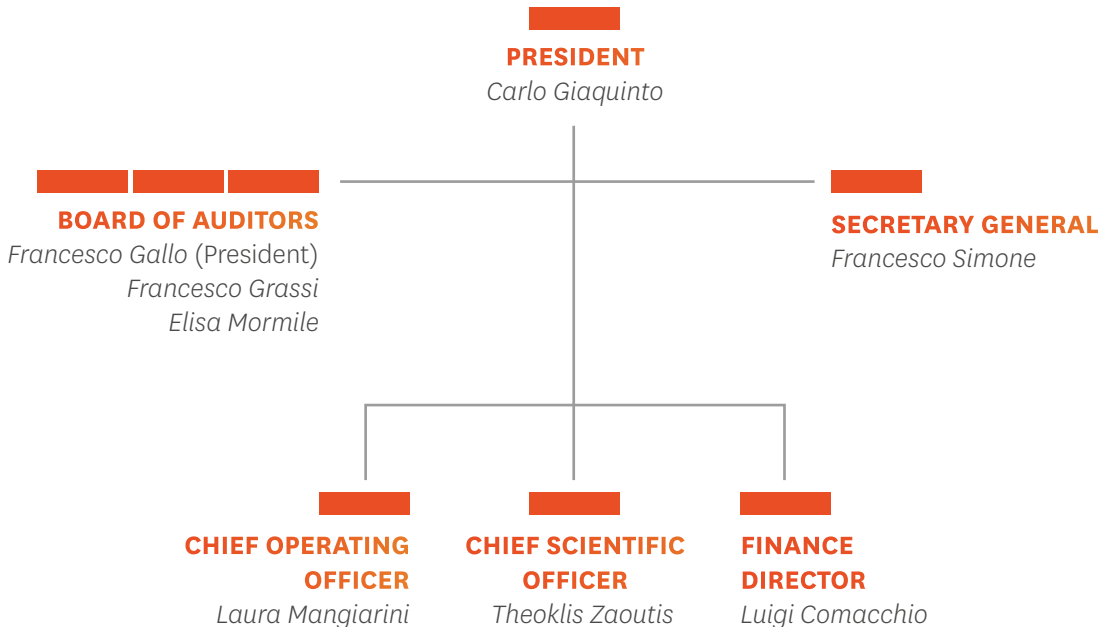 PRESIDENT
Carlo Giaquinto
BOARD OF AUDITORS
Francesco Gallo (President)
Francesco Grassi
Elisa Mormile
SECRETARY GENERAL
Francesco Simone
CHIEF OPERATING
OFFICER
Laura Mangiarini
CHIEF SCIENTIFIC
OFFICER
Theoklis Zaoutis
FINANCE
DIRECTOR
Luigi Comacchio